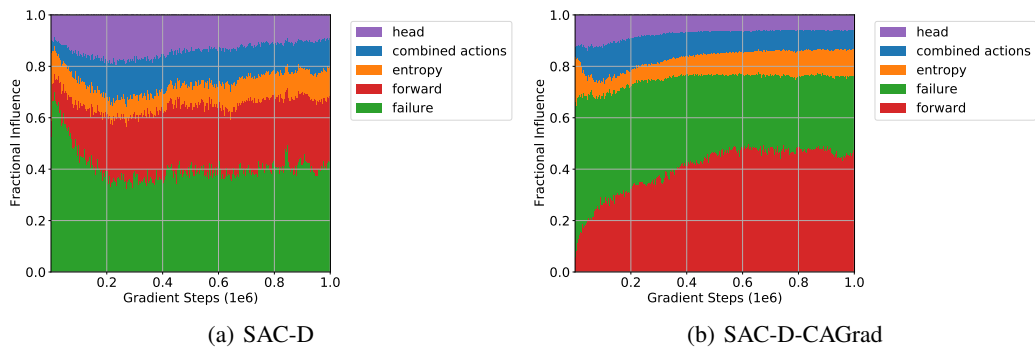 1.0
0.8
0.6
0.4
0.2
0.0
Fractional Influence
0.2 0.4 0.6 0.8 1.0
Gradient Steps (1e6)
head
combined actions
entropy
forward
failure
(a) SAC-D
1.0
0.8
0.6
0.4
0.2
0.0
Fractional Influence
0.2 0.4 0.6 0.8 1.0
Gradient Steps (1e6)
head
combined actions
entropy
failure
forward
(b) SAC-D-CAGrad